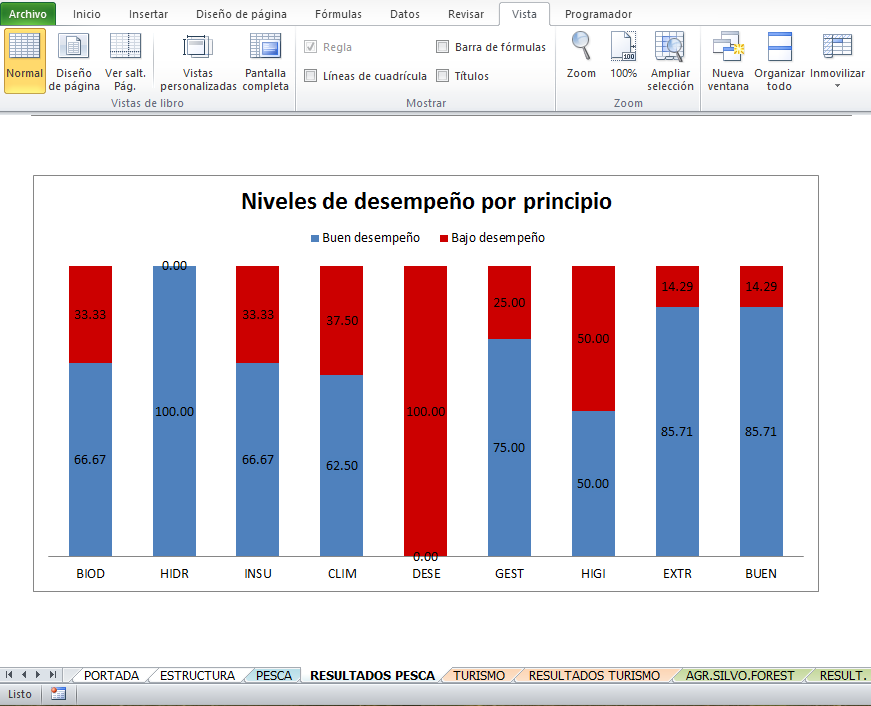 Archivo Inicio Insertar Diseño de página Fórmulas Datos Revisar Vista Programador
Normal
Diseño de página
Ver salt. Pág.
Vistas personalizadas
Pantalla completa
Vistas de libro
Regla
Barra de fórmulas
Líneas de cuadrícula
Títulos
Mostrar
Zoom
100%
Ampliar selección
Zoom
Nueva ventana
Organizar todo
Inmovilizar
Niveles de desempeño por principio
Buen desempeño Bajo desempeño
33.33 0.00 33.33 37.50 100.00 25.00 50.00 14.29 14.29
66.67 100.00 66.67 62.50 0.00 75.00 50.00 85.71 85.71
BIOD HIDR INSU CLIM DESE GEST HIGI EXTR BUEN
PORTADA ESTRUCTURA PESCA RESULTADOS PESCA TURISMO RESULTADOS TURISMO AGR.SILVO.FOREST RESULT.
Listo